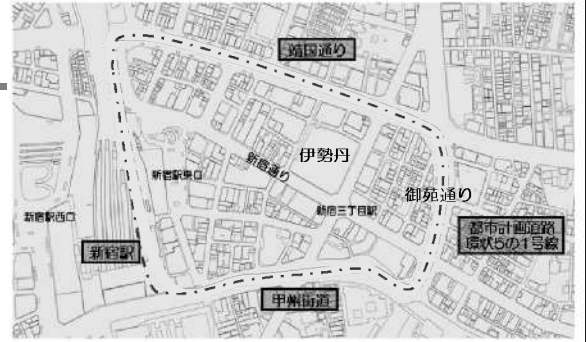 靖国通り
伊勢丹
新宿通り
新宿駅東口
御苑通り
新宿三丁目駅
新宿駅西口
都市計画道路
環状5の1号線
新宿駅
甲州街道